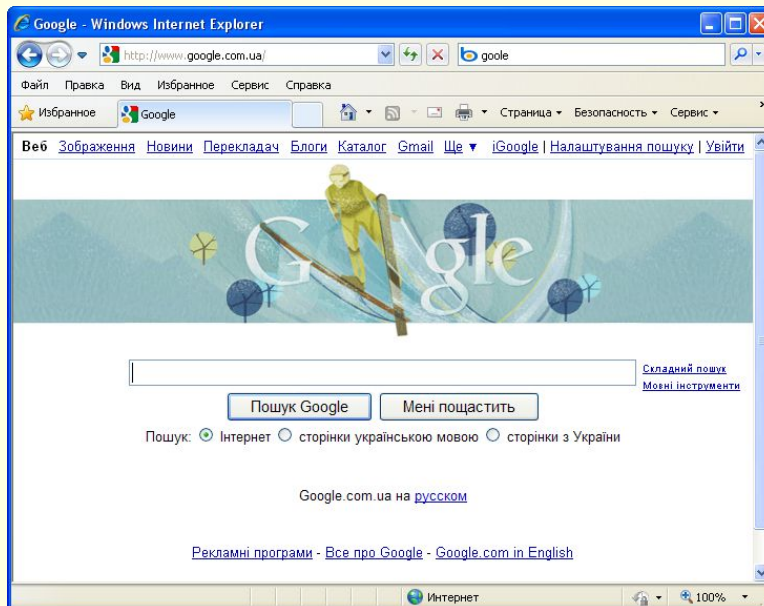 Google - Windows Internet Explorer
http://www.google.com.ua/ goole
Файл Правка Вид Избранное Сервис Справка
Избранное Google Страница Безопасность Сервис »
Веб Зображення Новини Перекладач Блоги Каталог Gmail Ще ▼ iGoogle | Налаштування пошуку | Увійти
Google
Складний пошук
Мовні інструменти
Пошук Google Мені пощастить
Пошук: Інтернет сторінки українською мовою сторінки з України
Google.com.ua на русском
Рекламні програми - Все про Google - Google.com in English
Интернет 100%